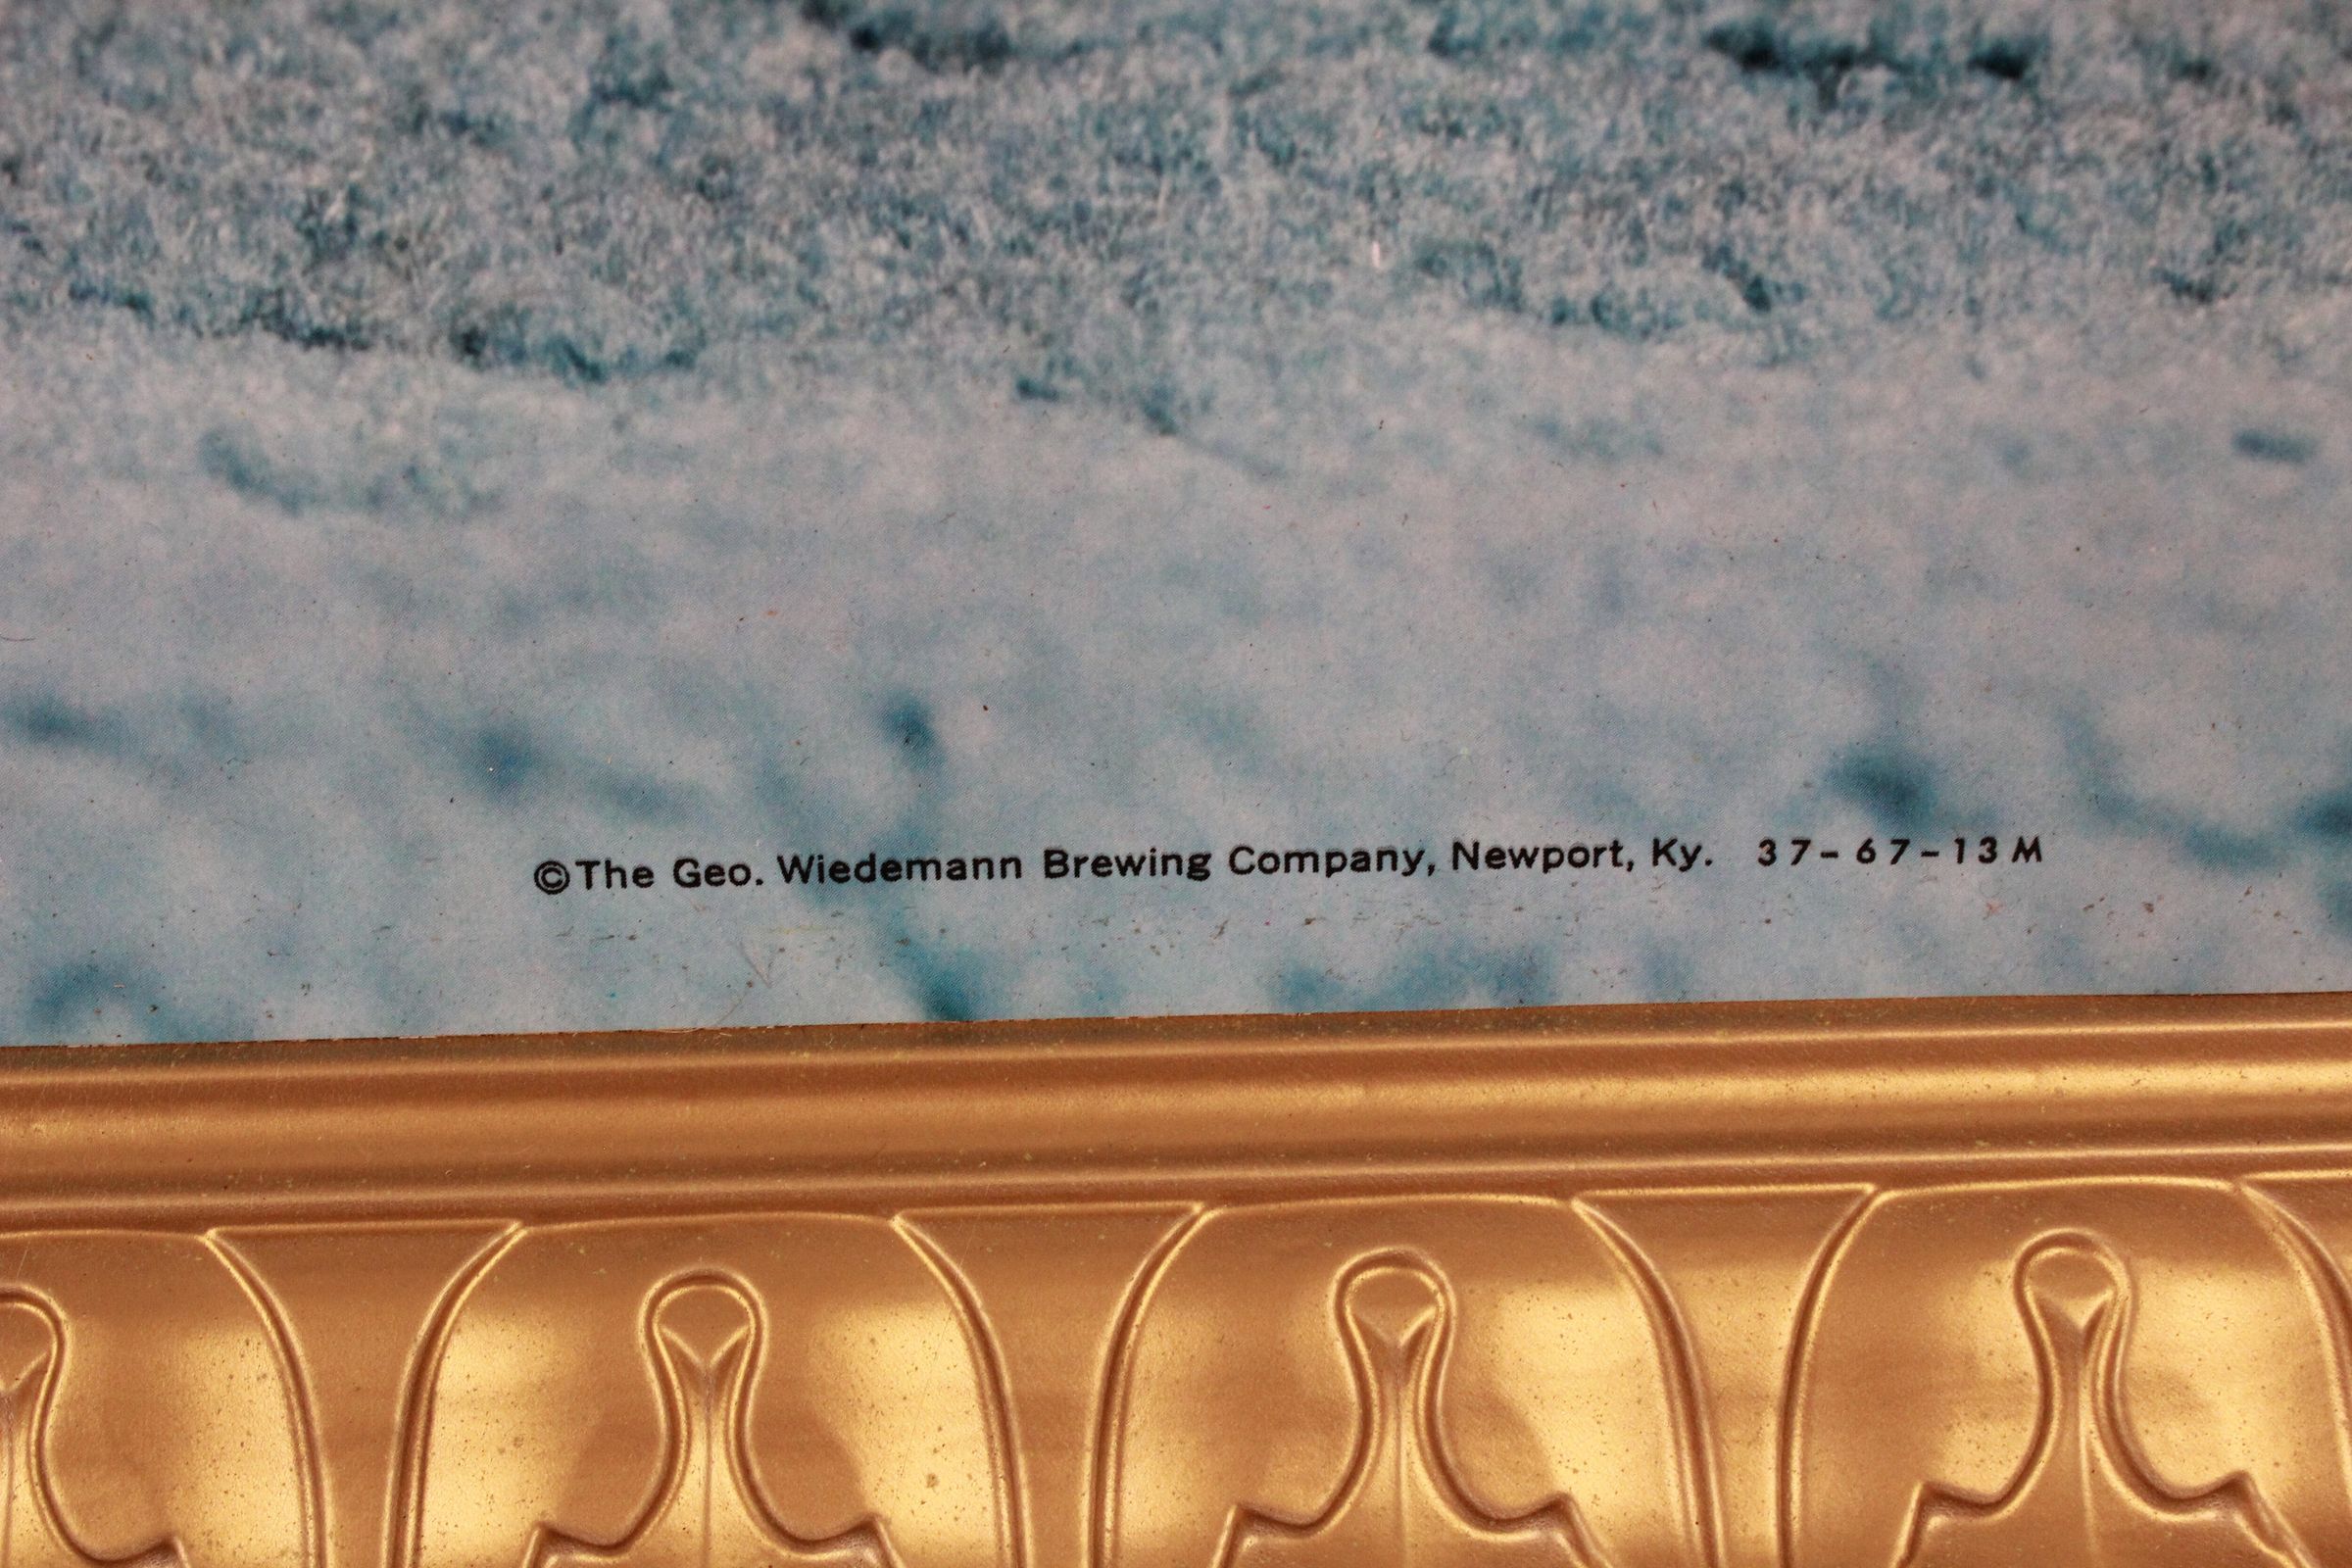 ©The Geo. Wiedemann Brewing Company, Newport, Ky. 37-67-13M